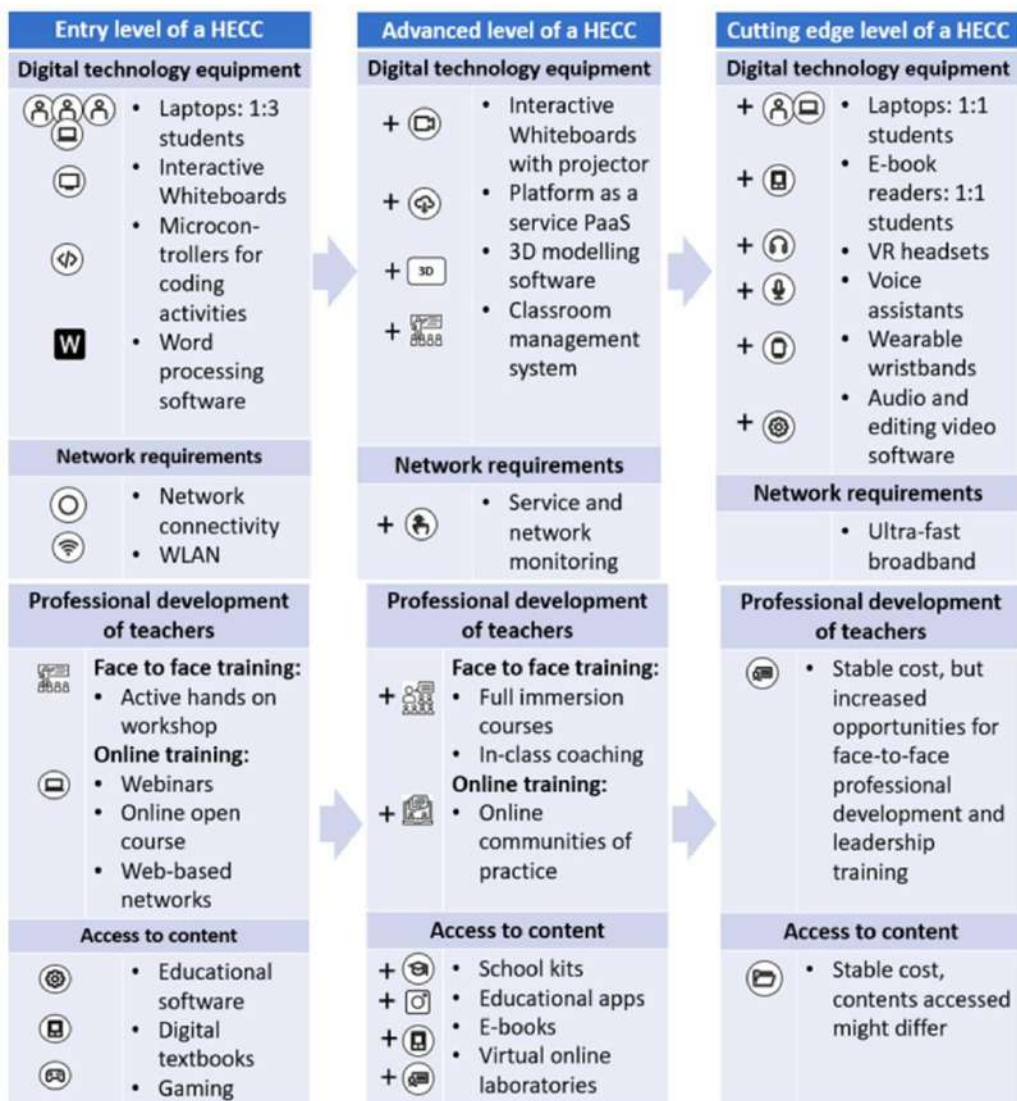 Entry level of a HECC
Digital technology equipment
• Laptops: 1:3
students
• Interactive
Whiteboards
• Microcon-
trollers for
coding
activities
W
• Word
processing
software
Network requirements
• Network
connectivity
• WLAN
Professional development
of teachers
Face to face training:
• Active hands on
workshop
Online training:
• Webinars
• Online open
course
• Web-based
networks
Access to content
• Educational
software
• Digital
textbooks
• Gaming
Advanced level of a HECC
Digital technology equipment
+ • Interactive
Whiteboards
with projector
+ • Platform as a
service PaaS
+ 3D • 3D modelling
software
+ • Classroom
management
system
Network requirements
+ • Service and
network
monitoring
Professional development
of teachers
Face to face training:
+ • Full immersion
courses
• In-class coaching
Online training:
+ • Online
communities of
practice
Access to content
+ • School kits
+ • Educational apps
+ • E-books
+ • Virtual online
laboratories
Cutting edge level of a HECC
Digital technology equipment
+ • Laptops: 1:1
students
+ • E-book
readers: 1:1
students
+ • VR headsets
+ • Voice
assistants
+ • Wearable
wristbands
+ • Audio and
editing video
software
Network requirements
• Ultra-fast
broadband
Professional development
of teachers
• Stable cost, but
increased
opportunities for
face-to-face
professional
development and
leadership
training
Access to content
• Stable cost,
contents accessed
might differ